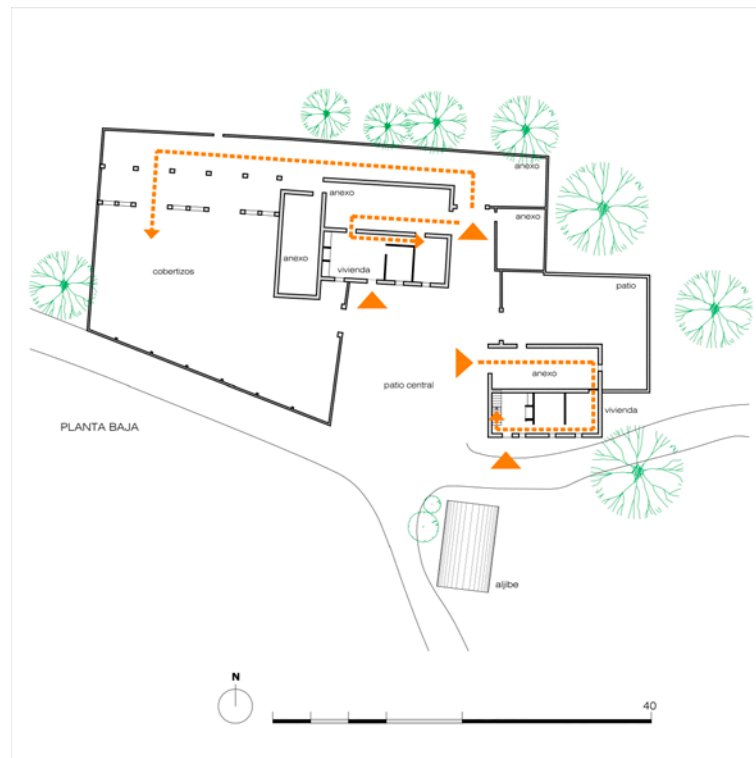 anexo
anexo
anexo
anexo
vivienda
cobertizos
patio
anexo
patio central
vivienda
PLANTA BAJA
aljibe
N
40